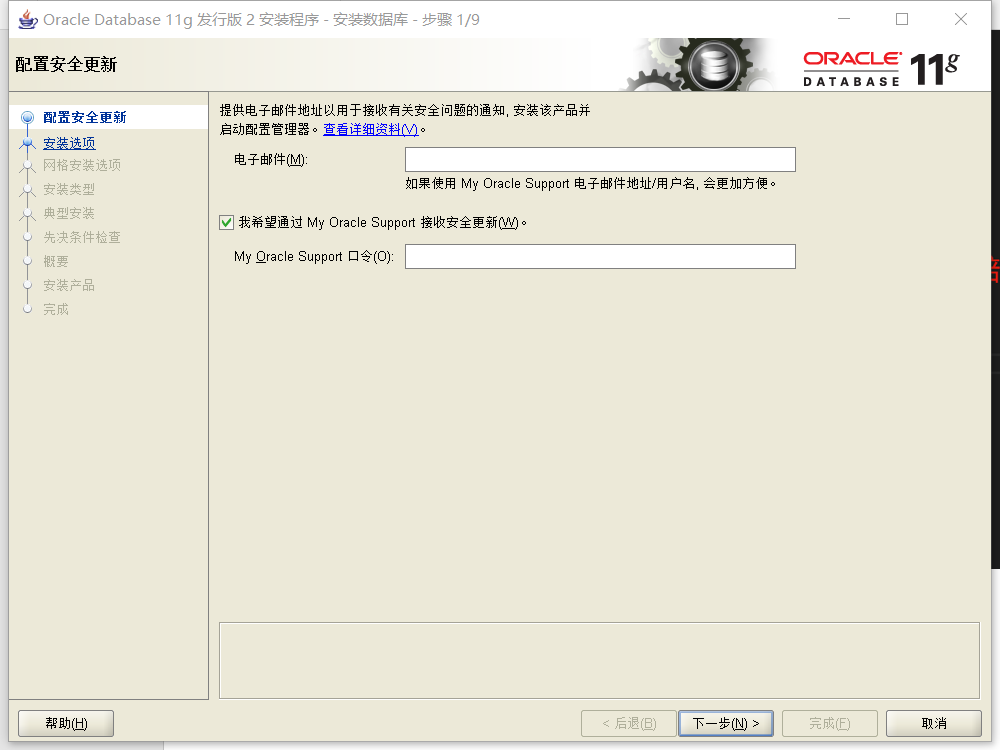 Oracle Database 11g 发行版 2 安装程序 - 安装数据库 - 步骤 1/9
配置安全更新
ORACLE
DATABASE
11g
配置安全更新
安装选项
网格安装选项
安装类型
典型安装
先决条件检查
概要
安装产品
完成
提供电子邮件地址以用于接收有关安全问题的通知, 安装该产品并
启动配置管理器。查看详细资料(V)。
电子邮件(M):
如果使用 My Oracle Support 电子邮件地址/用户名, 会更加方便。
我希望通过 My Oracle Support 接收安全更新(W)。
My Oracle Support 口令(O):
帮助(H)
< 后退(B)
下一步(N) >
完成(F)
取消